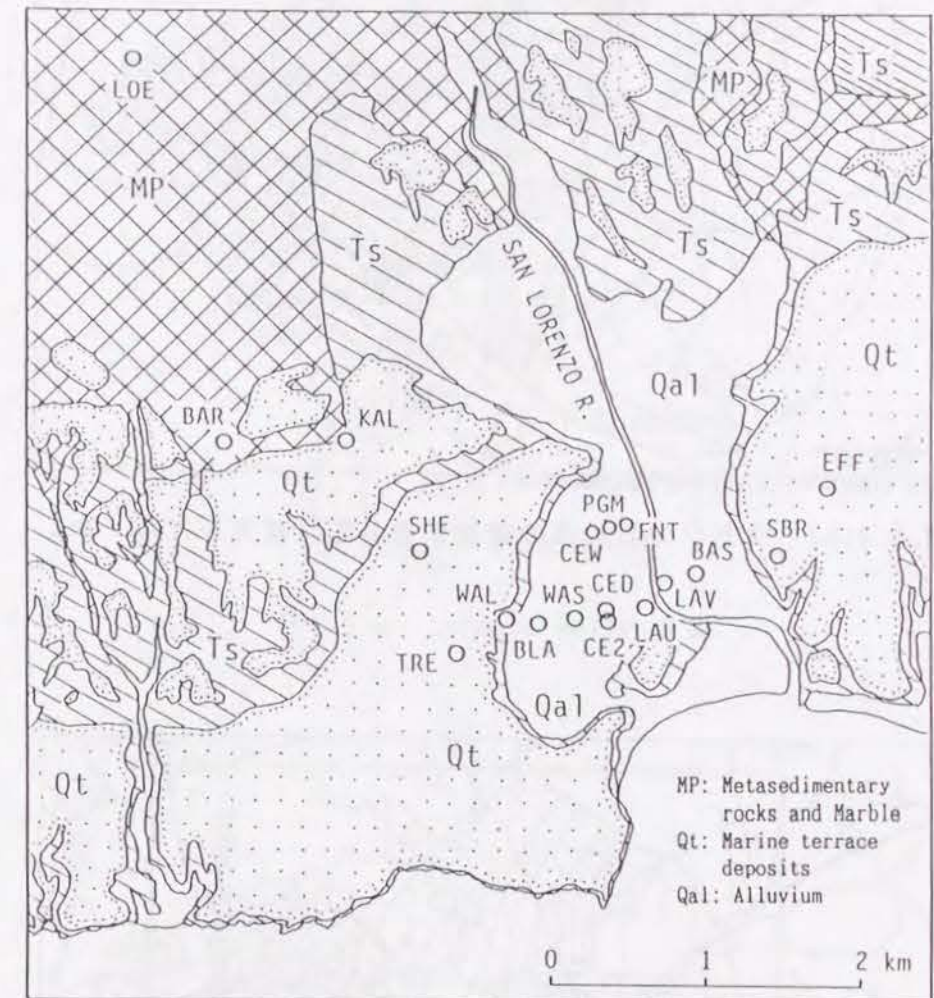 LOE
MP
Ts
MP
Ts
Ts
Ts
SAN LORENZO R.
Qt
Qal
BAR
KAL
Qt
EFF
PGM
SHE
FNT
SBR
CEW
BAS
WAL
WAS
CED
LAV
BLA
CE2
LAU
Ts
TRE
Qal
Qt
Qt
MP: Metasedimentary
rocks and Marble
Qt: Marine terrace
deposits
Qal: Alluvium
0 1 2 km